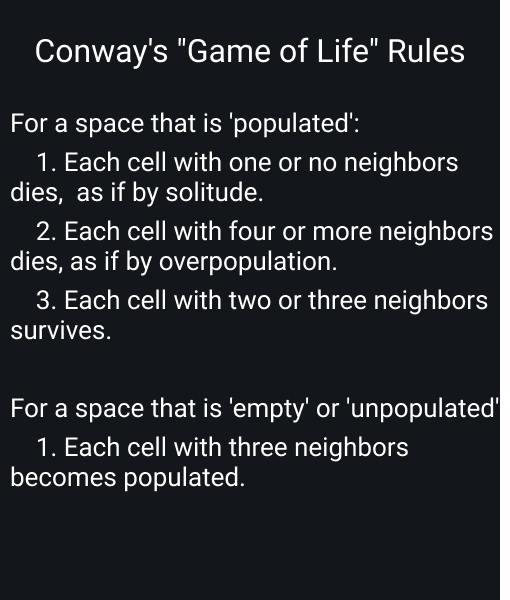 Conway's "Game of Life" Rules
For a space that is 'populated':
1. Each cell with one or no neighbors
dies,  as if by solitude.
2. Each cell with four or more neighbors
dies, as if by overpopulation.
3. Each cell with two or three neighbors
survives.
For a space that is 'empty' or 'unpopulated'
1. Each cell with three neighbors
becomes populated.